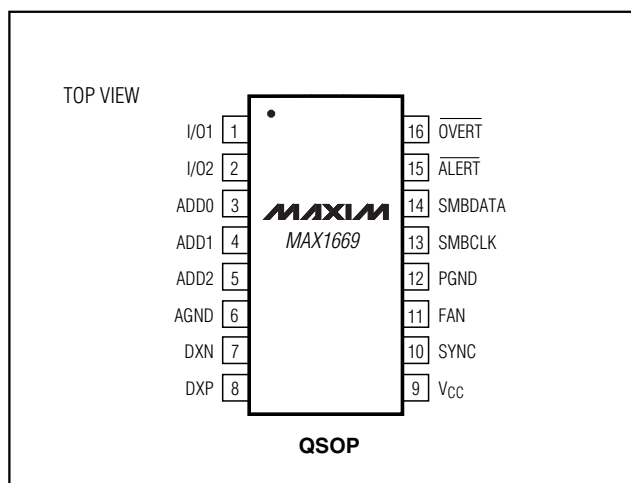 TOP VIEW
I/O1 1
I/O2 2
ADD0 3
ADD1 4
ADD2 5
AGND 6
DXN 7
DXP 8
MAXIM
MAX1669
16 OVERT
15 ALERT
14 SMBDATA
13 SMBCLK
12 PGND
11 FAN
10 SYNC
9 VCC
QSOP